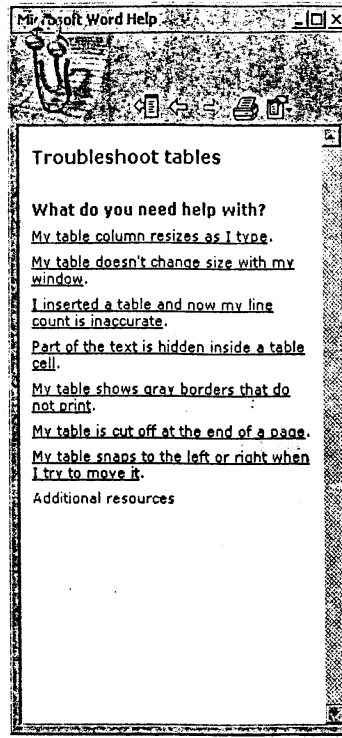 Microsoft Word Help
Troubleshoot tables
What do you need help with?
My table column resizes as I type.
My table doesn't change size with my
window.
I inserted a table and now my line
count is inaccurate.
Part of the text is hidden inside a table
cell.
My table shows gray borders that do
not print.
My table is cut off at the end of a page.
My table snaps to the left or right when
I try to move it.
Additional resources